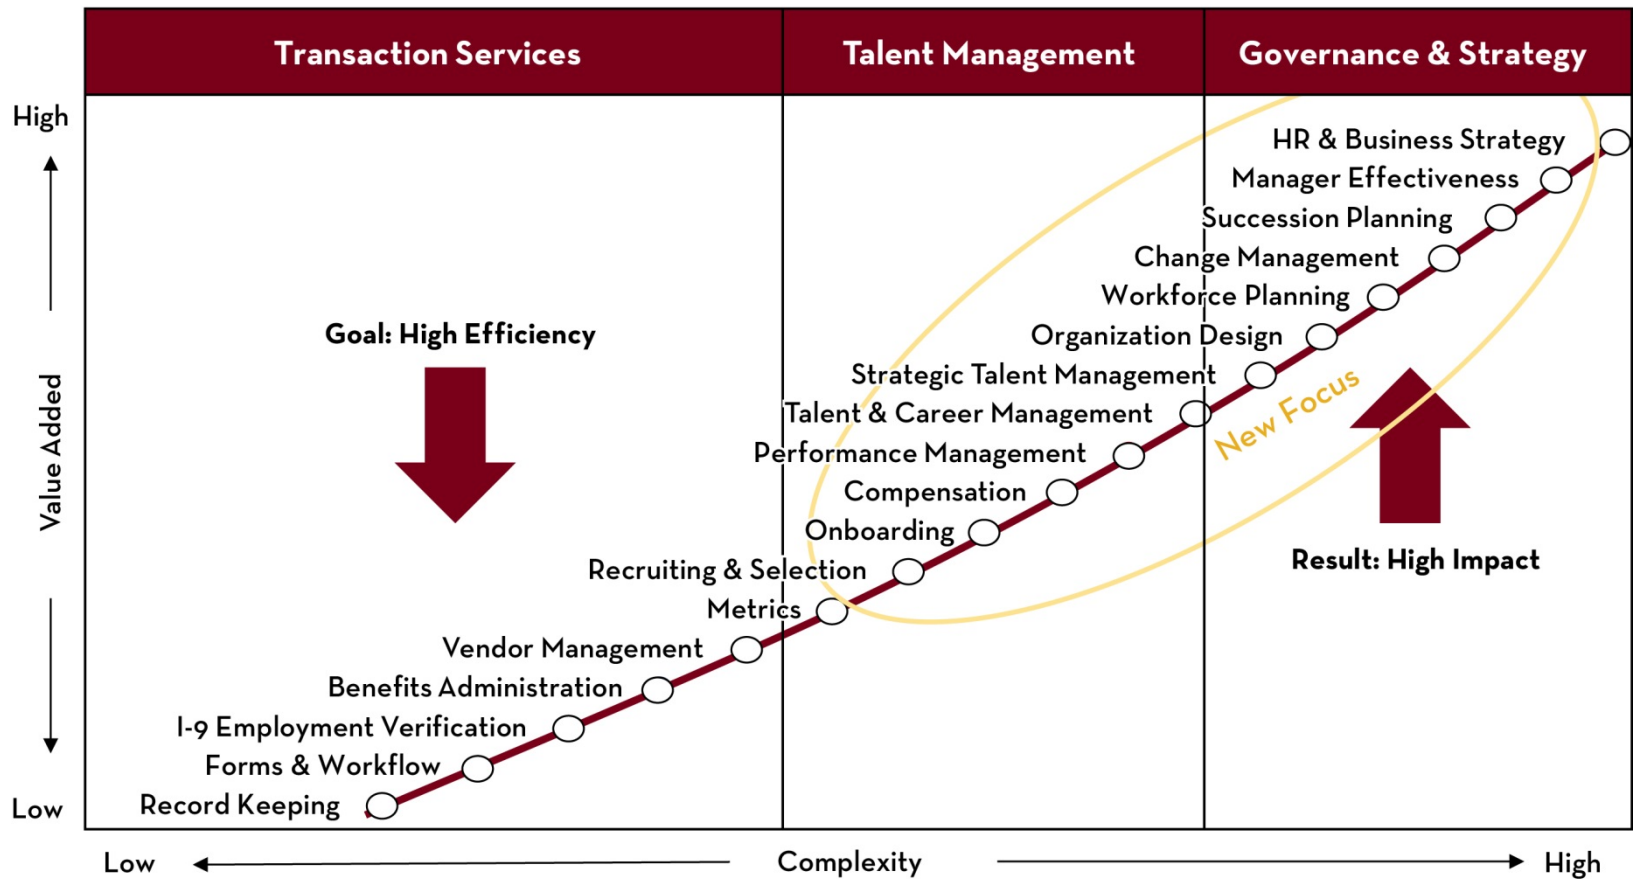 Transaction Services
Talent Management
Governance & Strategy
High
Value Added
Low
HR & Business Strategy
Manager Effectiveness
Succession Planning
Change Management
Workforce Planning
Goal: High Efficiency
Organization Design
Strategic Talent Management
New Focus
Talent & Career Management
Performance Management
Compensation
Onboarding
Result: High Impact
Recruiting & Selection
Metrics
Vendor Management
Benefits Administration
I-9 Employment Verification
Forms & Workflow
Record Keeping
Low
Complexity
High